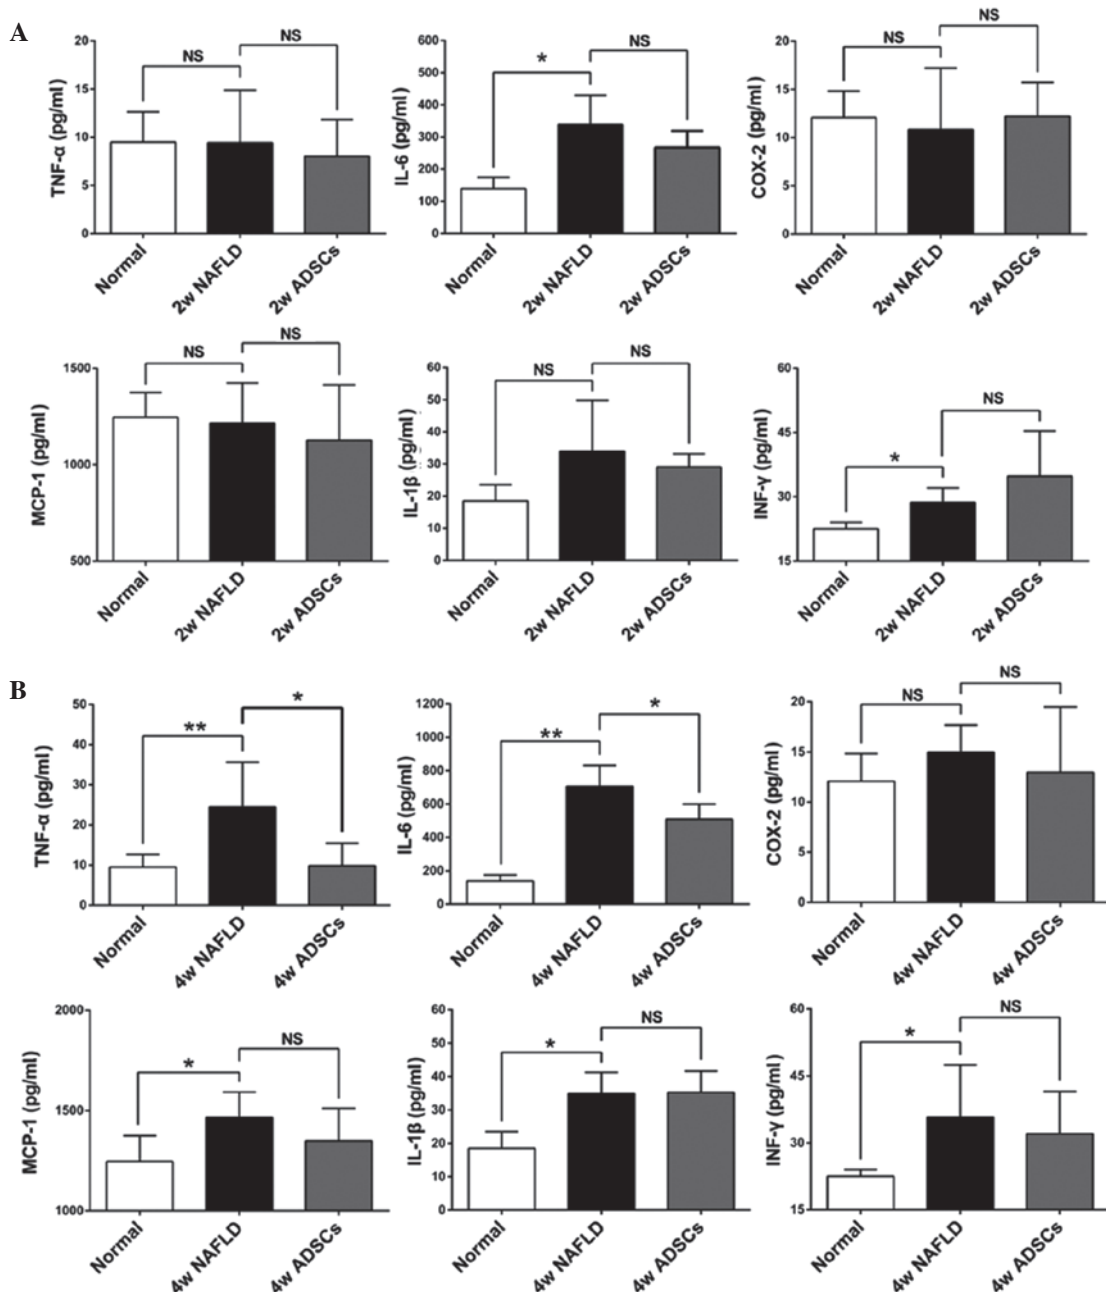 A
TNF-α (pg/ml)
20
15
10
5
0
NS
NS
Normal
2w NAFLD
2w ADSCs
IL-6 (pg/ml)
600
500
400
300
200
100
0
*
NS
Normal
2w NAFLD
2w ADSCs
COX-2 (pg/ml)
20
15
10
5
0
NS
NS
Normal
2w NAFLD
2w ADSCs
MCP-1 (pg/ml)
1500
1000
500
NS
NS
Normal
2w NAFLD
2w ADSCs
IL-1β (pg/ml)
60
50
40
30
20
10
0
NS
NS
Normal
2w NAFLD
2w ADSCs
INF-γ (pg/ml)
60
45
30
15
*
NS
Normal
2w NAFLD
2w ADSCs
B
TNF-α (pg/ml)
50
40
30
20
10
0
**
*
Normal
4w NAFLD
4w ADSCs
IL-6 (pg/ml)
1200
1000
800
600
400
200
0
**
*
Normal
4w NAFLD
4w ADSCs
COX-2 (pg/ml)
20
15
10
5
0
NS
NS
Normal
4w NAFLD
4w ADSCs
MCP-1 (pg/ml)
2000
1500
1000
*
NS
Normal
4w NAFLD
4w ADSCs
IL-1β (pg/ml)
60
50
40
30
20
10
0
*
NS
Normal
4w NAFLD
4w ADSCs
INF-γ (pg/ml)
60
45
30
15
*
NS
Normal
4w NAFLD
4w ADSCs